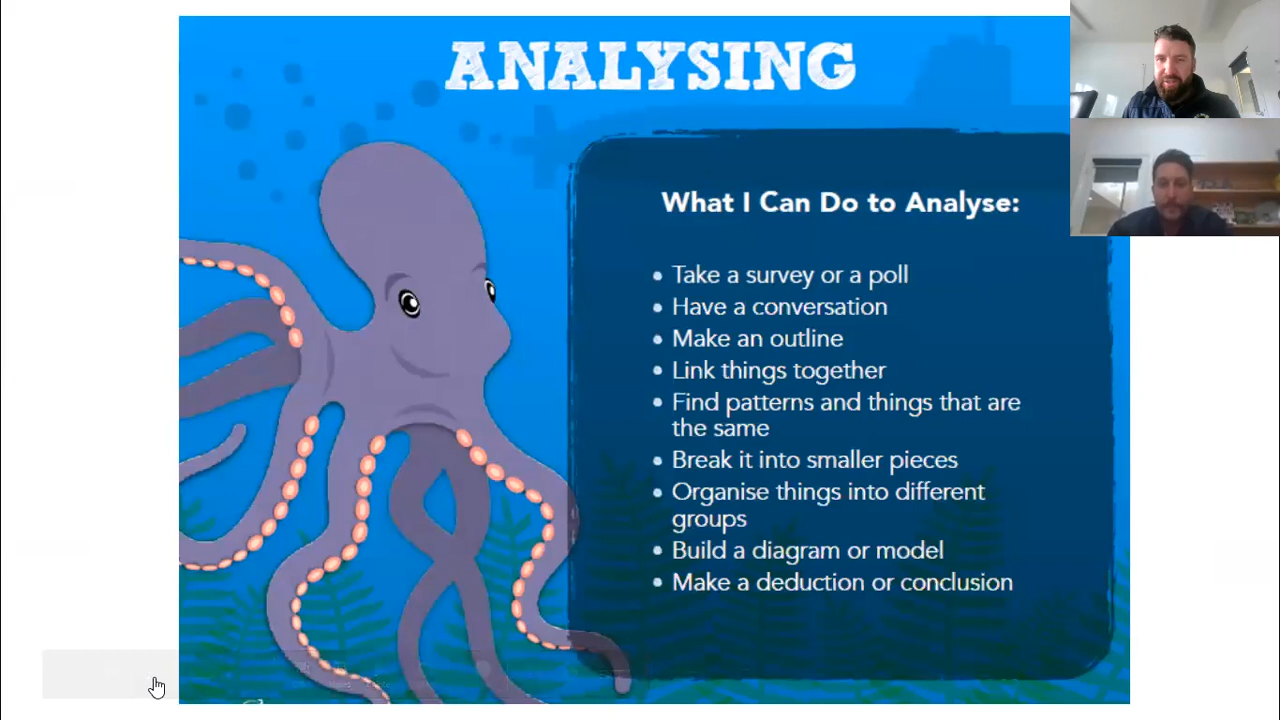 ANALYSING
What I Can Do to Analyse:
• Take a survey or a poll
• Have a conversation
• Make an outline
• Link things together
• Find patterns and things that are
the same
• Break it into smaller pieces
• Organise things into different
groups
• Build a diagram or model
• Make a deduction or conclusion